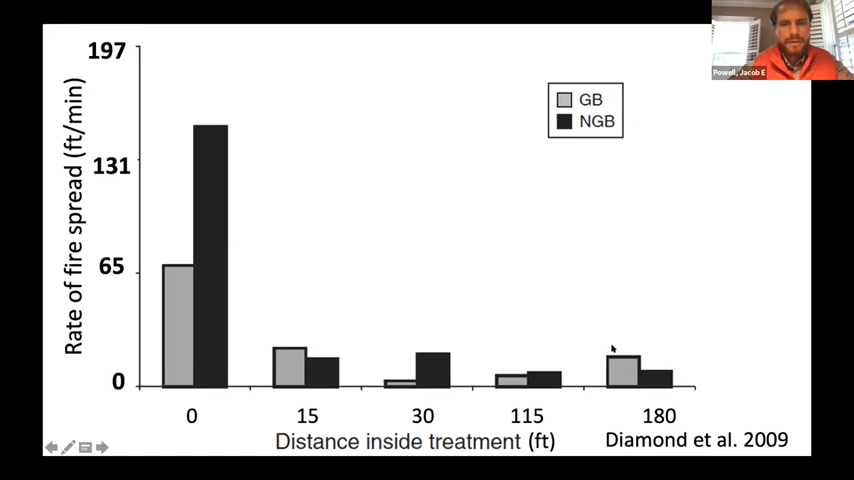 Powell, Jacob E
Rate of fire spread (ft/min)
197
131
65
0
GB
NGB
0 15 30 115 180
Distance inside treatment (ft)
Diamond et al. 2009